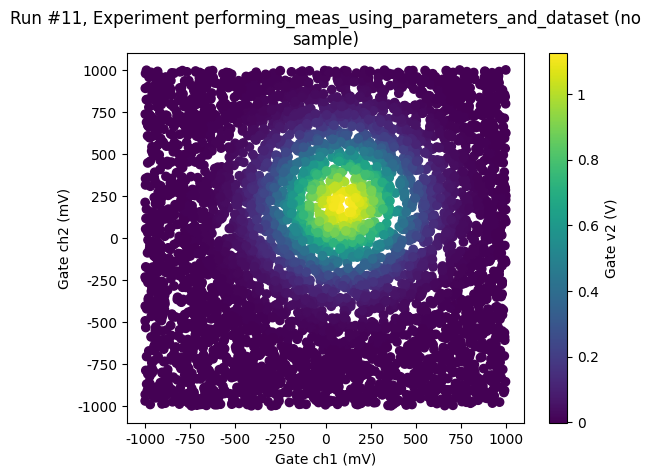 Run #11, Experiment performing_meas_using_parameters_and_dataset (no
sample)
1000
750
500
250
0
-250
-500
-750
-1000
Gate ch2 (mV)
-1000 -750 -500 -250 0 250 500 750 1000
Gate ch1 (mV)
1
0.8
0.6
0.4
0.2
0
Gate v2 (V)